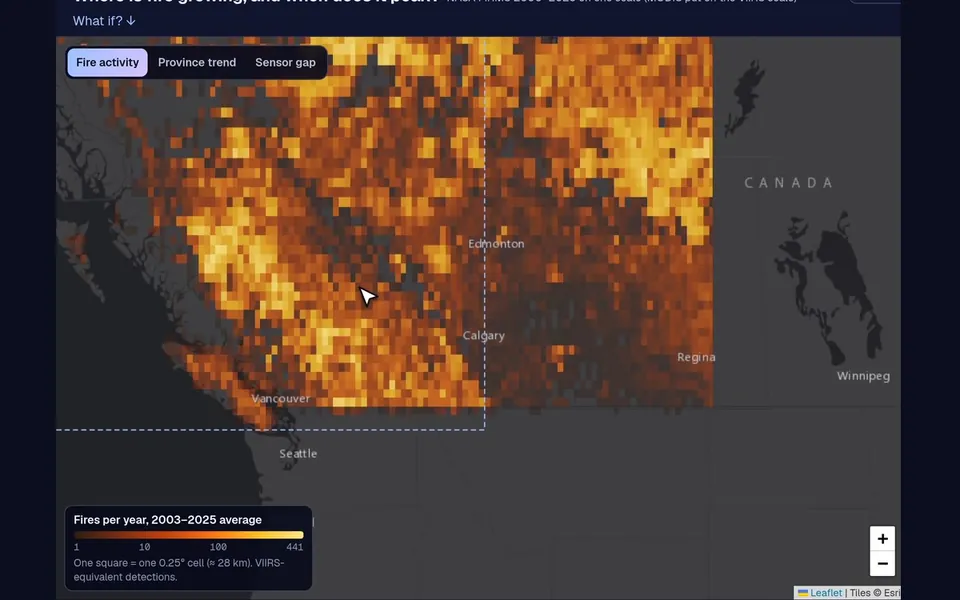 What if? ↓
Fire activity
Province trend
Sensor gap
CANADA
Edmonton
Calgary
Regina
Winnipeg
Vancouver
Seattle
Fires per year, 2003–2025 average
1 10 100 441
One square = one 0.25° cell (≈ 28 km). VIIRS-
equivalent detections.
+
−
Leaflet | Tiles © Esri